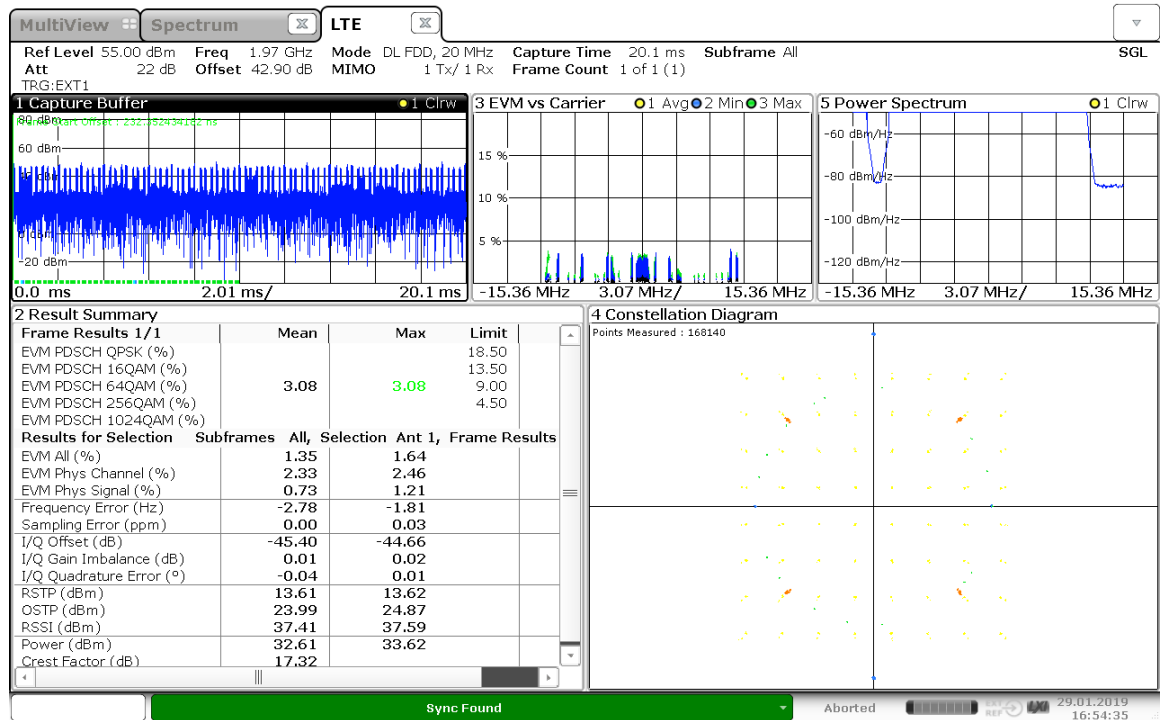 MultiView
Spectrum
LTE
Ref Level 55.00 dBm Freq 1.97 GHz Mode DL FDD, 20 MHz Capture Time 20.1 ms Subframe All SGL
Att 22 dB Offset 42.90 dB MIMO 1 Tx/ 1 Rx Frame Count 1 of 1 (1)
TRG:EXT1
1 Capture Buffer 1 Clrw
80 dBm
Frame Start Offset : 232.352434182 ns
60 dBm
-20 dBm
0.0 ms 2.01 ms/ 20.1 ms
3 EVM vs Carrier 1 Avg 2 Min 3 Max
15 %
10 %
5 %
-15.36 MHz 3.07 MHz/ 15.36 MHz
5 Power Spectrum 1 Clrw
-60 dBm/Hz
-80 dBm/Hz
-100 dBm/Hz
-120 dBm/Hz
-15.36 MHz 3.07 MHz/ 15.36 MHz
2 Result Summary
Frame Results 1/1 Mean Max Limit
EVM PDSCH QPSK (%) 18.50
EVM PDSCH 16QAM (%) 13.50
EVM PDSCH 64QAM (%) 3.08 3.08 9.00
EVM PDSCH 256QAM (%) 4.50
EVM PDSCH 1024QAM (%)
Results for Selection Subframes All, Selection Ant 1, Frame Results
EVM All (%) 1.35 1.64
EVM Phys Channel (%) 2.33 2.46
EVM Phys Signal (%) 0.73 1.21
Frequency Error (Hz) -2.78 -1.81
Sampling Error (ppm) 0.00 0.03
I/Q Offset (dB) -45.40 -44.66
I/Q Gain Imbalance (dB) 0.01 0.02
I/Q Quadrature Error (°) -0.04 0.01
RSTP (dBm) 13.61 13.62
OSTP (dBm) 23.99 24.87
RSSI (dBm) 37.41 37.59
Power (dBm) 32.61 33.62
Crest Factor (dB) 17.32
4 Constellation Diagram
Points Measured : 168140
Sync Found
Aborted
EXT
REF
LXI
29.01.2019
16:54:35